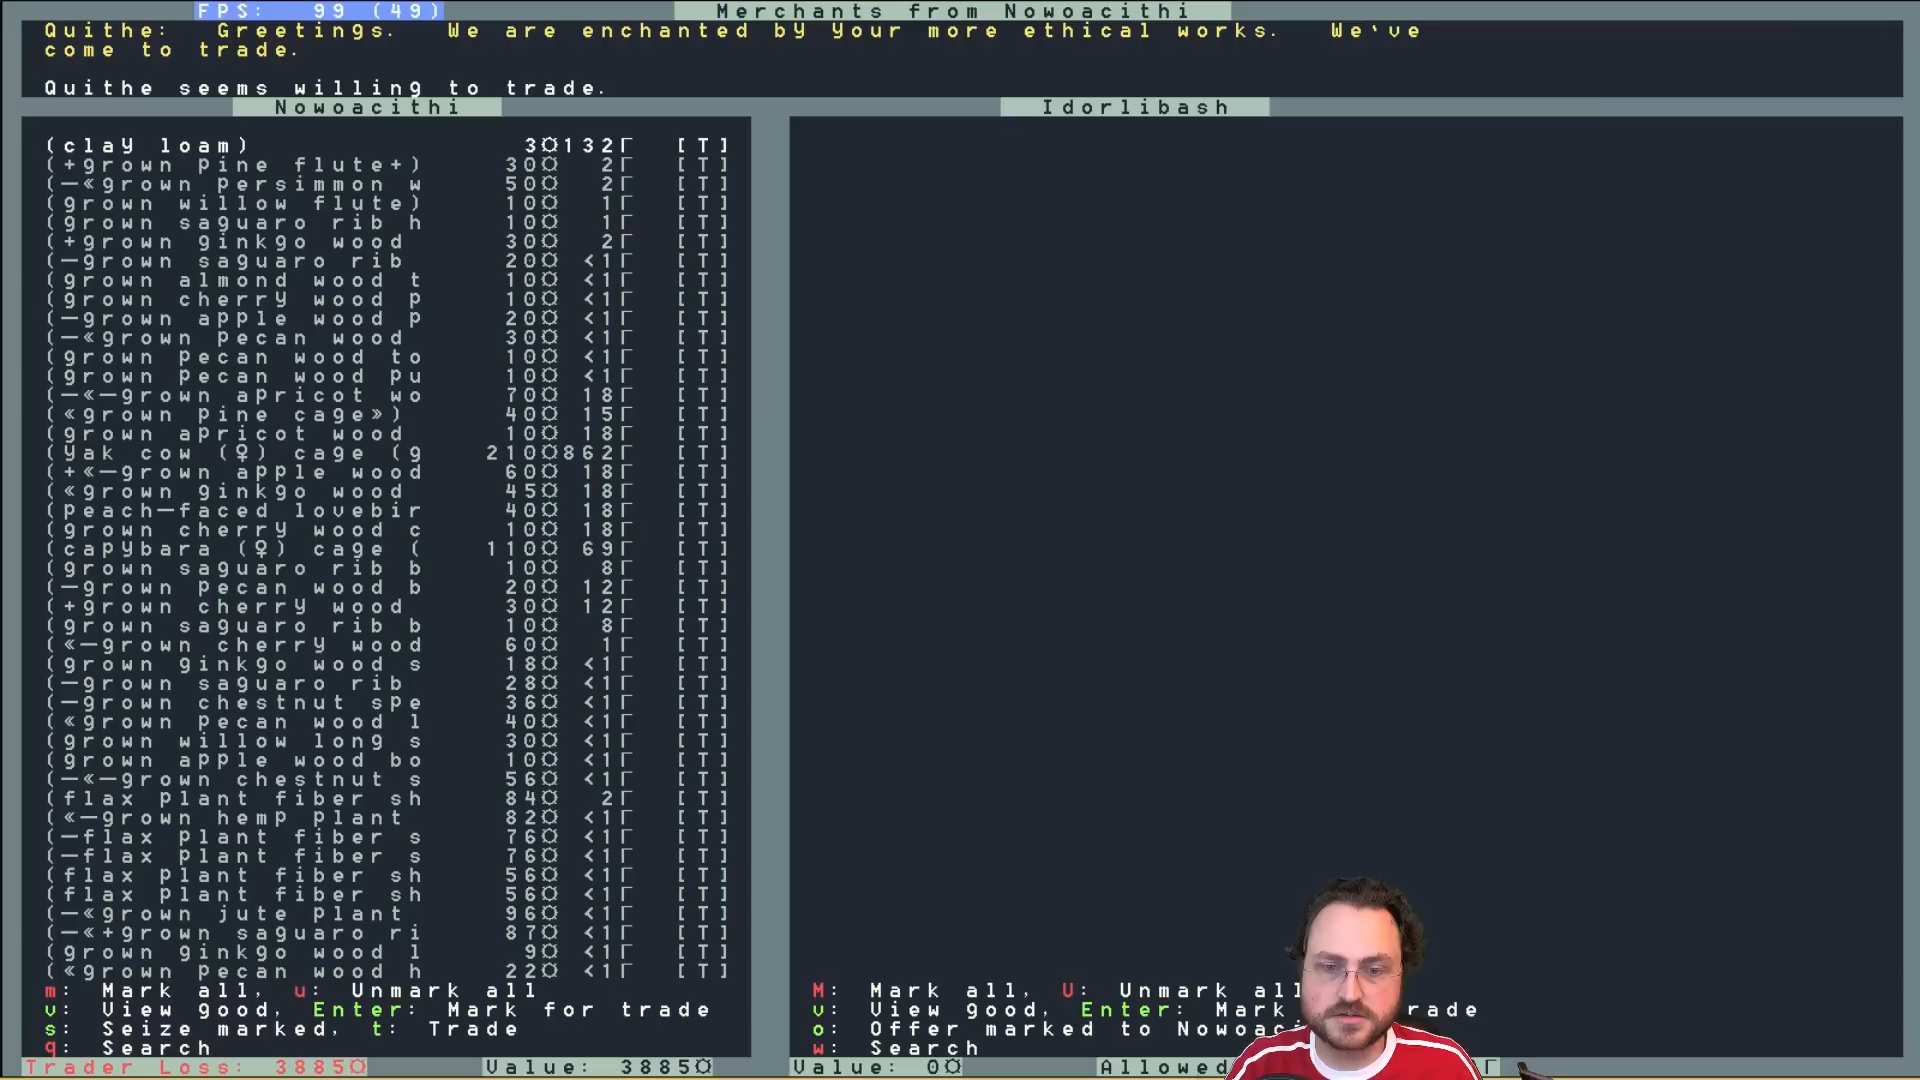 FPS: 99 (49)
Merchants from Nowoacithi
Quithe: Greetings. We are enchanted by your more ethical works. We've
come to trade.
Quithe seems willing to trade.
Nowoacithi
Idorlibash
(clay loam) 3☼ 132Γ [T]
(+grown pine flute+) 30☼ 2Γ [T]
(—«grown persimmon w 50☼ 2Γ [T]
(grown willow flute) 10☼ 1Γ [T]
(grown saguaro rib h 10☼ 1Γ [T]
(+grown ginkgo wood 30☼ 2Γ [T]
(—grown saguaro rib 20☼ <1Γ [T]
(grown almond wood t 10☼ <1Γ [T]
(grown cherry wood p 10☼ <1Γ [T]
(—grown apple wood p 20☼ <1Γ [T]
(—«grown pecan wood 30☼ <1Γ [T]
(grown pecan wood to 10☼ <1Γ [T]
(grown pecan wood pu 10☼ <1Γ [T]
(—«—grown apricot wo 70☼ 18Γ [T]
(«grown pine cage») 40☼ 15Γ [T]
(grown apricot wood 10☼ 18Γ [T]
(yak cow (♀) cage (g 210☼ 862Γ [T]
(+«—grown apple wood 60☼ 18Γ [T]
(«grown ginkgo wood 45☼ 18Γ [T]
(peach—faced lovebir 40☼ 18Γ [T]
(grown cherry wood c 10☼ 18Γ [T]
(capybara (♀) cage ( 110☼ 69Γ [T]
(grown saguaro rib b 10☼ 8Γ [T]
(—grown pecan wood b 20☼ 12Γ [T]
(+grown cherry wood 30☼ 12Γ [T]
(grown saguaro rib b 10☼ 8Γ [T]
(«—grown cherry wood 60☼ 1Γ [T]
(grown ginkgo wood s 18☼ <1Γ [T]
(—grown saguaro rib 28☼ <1Γ [T]
(—grown chestnut spe 36☼ <1Γ [T]
(«grown pecan wood l 40☼ <1Γ [T]
(grown willow long s 30☼ <1Γ [T]
(grown apple wood bo 10☼ <1Γ [T]
(—«—grown chestnut s 56☼ <1Γ [T]
(flax plant fiber sh 84☼ 2Γ [T]
(«—grown hemp plant 82☼ <1Γ [T]
(—flax plant fiber s 76☼ <1Γ [T]
(—flax plant fiber s 76☼ <1Γ [T]
(flax plant fiber sh 56☼ <1Γ [T]
(flax plant fiber sh 56☼ <1Γ [T]
(—«grown jute plant 96☼ <1Γ [T]
(—«+grown saguaro ri 87☼ <1Γ [T]
(grown ginkgo wood l 9☼ <1Γ [T]
(«grown pecan wood h 22☼ <1Γ [T]
m: Mark all, u: Unmark all
v: View good, Enter: Mark for trade
s: Seize marked, t: Trade
q: Search
Trader Loss: 3885☼ Value: 3885☼
M: Mark all, U: Unmark all
v: View good, Enter: Mark rade
o: Offer marked to Nowoac
w: Search
Value: 0☼ Allowed